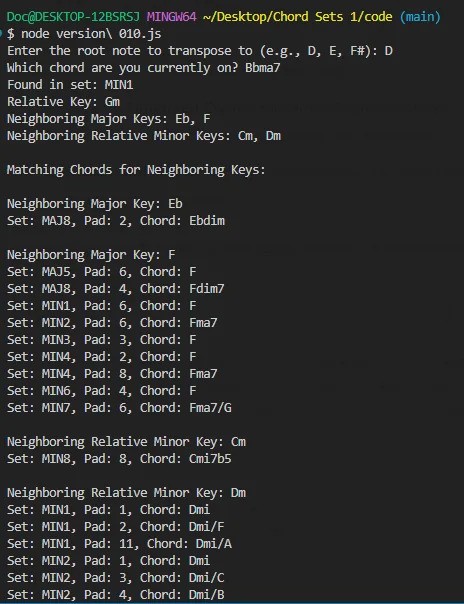 Doc@DESKTOP-12BSRSJ MINGW64 ~/Desktop/Chord Sets 1/code (main)
$ node version\ 010.js
Enter the root note to transpose to (e.g., D, E, F#): D
Which chord are you currently on? Bbma7
Found in set: MIN1
Relative Key: Gm
Neighboring Major Keys: Eb, F
Neighboring Relative Minor Keys: Cm, Dm
Matching Chords for Neighboring Keys:
Neighboring Major Key: Eb
Set: MAJ8, Pad: 2, Chord: Ebdim
Neighboring Major Key: F
Set: MAJ5, Pad: 6, Chord: F
Set: MAJ8, Pad: 4, Chord: Fdim7
Set: MIN1, Pad: 6, Chord: F
Set: MIN2, Pad: 6, Chord: Fma7
Set: MIN3, Pad: 3, Chord: F
Set: MIN4, Pad: 2, Chord: F
Set: MIN4, Pad: 8, Chord: Fma7
Set: MIN6, Pad: 4, Chord: F
Set: MIN7, Pad: 6, Chord: Fma7/G
Neighboring Relative Minor Key: Cm
Set: MIN8, Pad: 8, Chord: Cmi7b5
Neighboring Relative Minor Key: Dm
Set: MIN1, Pad: 1, Chord: Dmi
Set: MIN1, Pad: 2, Chord: Dmi/F
Set: MIN1, Pad: 11, Chord: Dmi/A
Set: MIN2, Pad: 1, Chord: Dmi
Set: MIN2, Pad: 3, Chord: Dmi/C
Set: MIN2, Pad: 4, Chord: Dmi/B